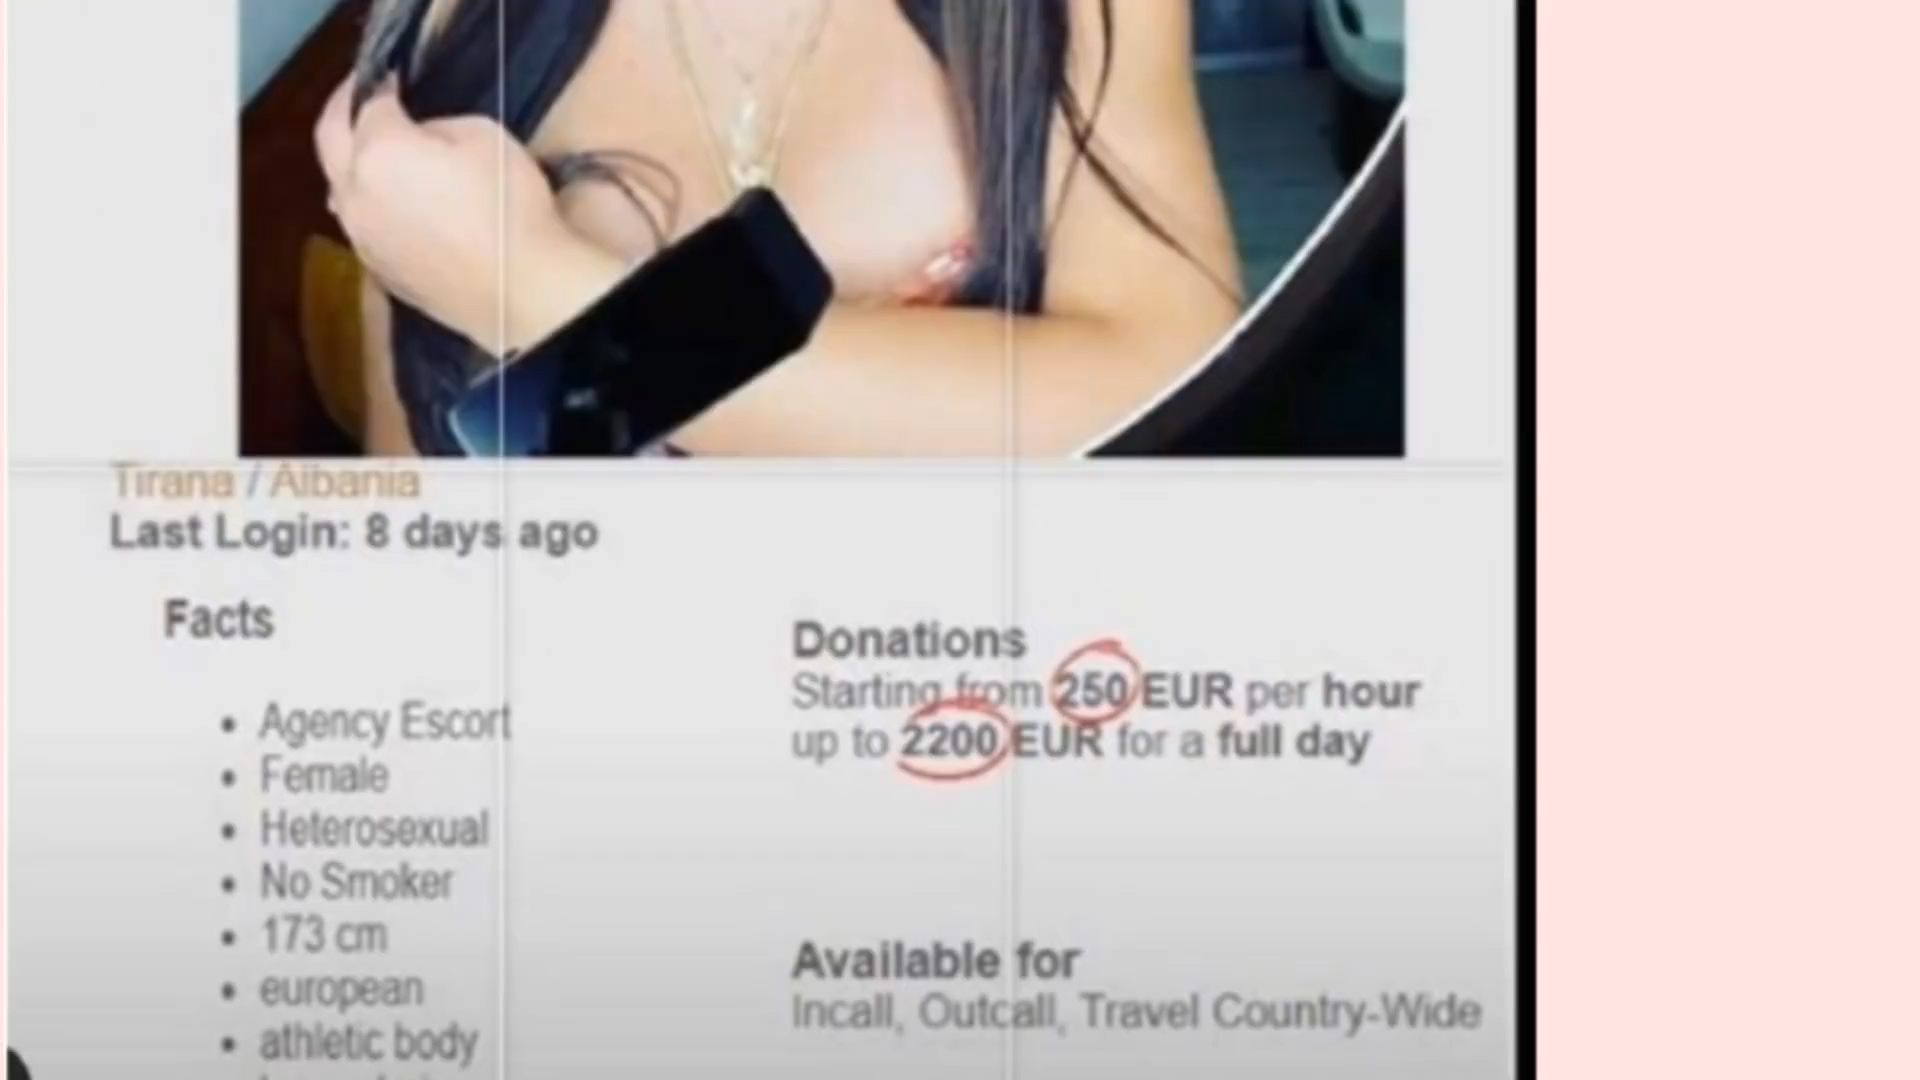 Tirana / Albania
Last Login: 8 days ago
Facts
Agency Escort
Female
Heterosexual
No Smoker
173 cm
european
athletic body
Donations
Starting from 250 EUR per hour
up to 2200 EUR for a full day
Available for
Incall, Outcall, Travel Country-Wide